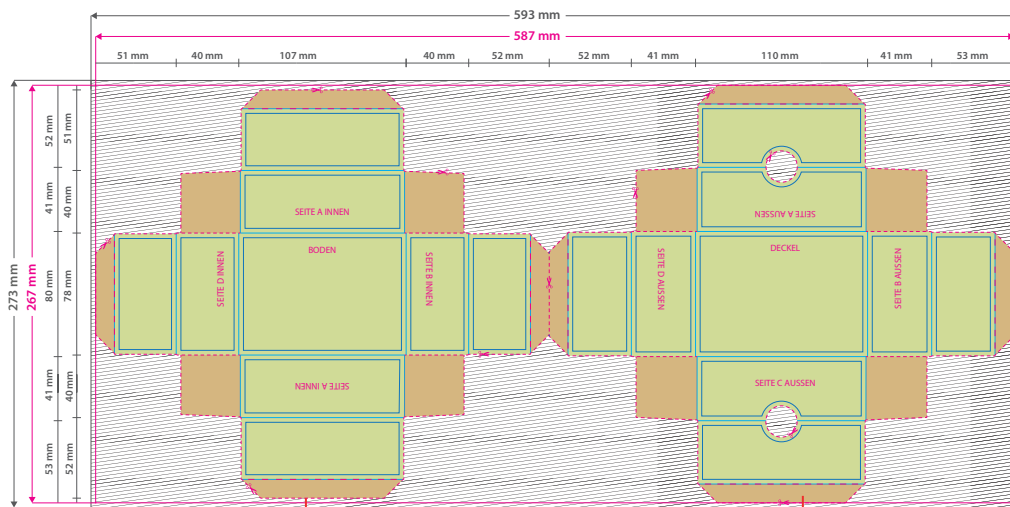 593 mm
587 mm
51 mm 40 mm 107 mm 40 mm 52 mm 52 mm 41 mm 110 mm 41 mm 53 mm
273 mm
267 mm
52 mm
41 mm
80 mm
41 mm
53 mm
51 mm
40 mm
78 mm
40 mm
52 mm
SEITE A INNEN
BODEN
SEITE D INNEN
SEITE B INNEN
SEITE A INNEN
SEITE A AUSSEN
DECKEL
SEITE D AUSSEN
SEITE B AUSSEN
SEITE C AUSSEN